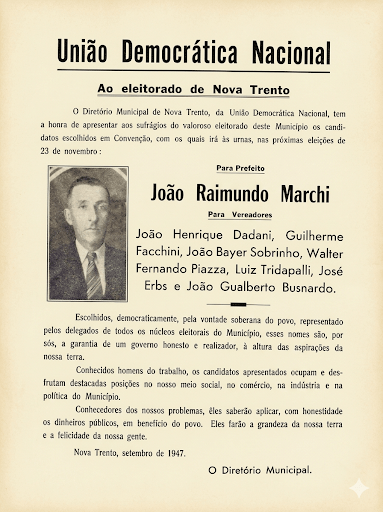 União Democrática Nacional
Ao eleitorado de Nova Trento
O Diretório Municipal de Nova Trento, da União Democrática Nacional, tem
a honra de apresentar aos sufrágios do valoroso eleitorado deste Município os candi-
datos escolhidos em Convenção, com os quais irá às urnas, nas próximas eleições de
23 de novembro:
Para Prefeito
João Raimundo Marchi
Para Vereadores
João Henrique Dadani, Guilherme
Facchini, João Bayer Sobrinho, Walter
Fernando Piazza, Luiz Tridapalli, José
Erbs e João Gualberto Busnardo.
Escolhidos, democraticamente, pela vontade soberana do povo, representado
pelos delegados de todos os núcleos eleitorais do Município, esses nomes são, por
sós, a garantia de um governo honesto e realizador, à altura das aspirações da
nossa terra.
Conhecidos homens do trabalho, os candidatos apresentados ocupam e des-
frutam destacadas posições no nosso meio social, no comércio, na indústria e na
política do Município.
Conhecedores dos nossos problemas, êles saberão aplicar, com honestidade
os dinheiros públicos, em benefício do povo. Eles farão a grandeza da nossa terra
e a felicidade da nossa gente.
Nova Trento, setembro de 1947.
O Diretório Municipal.